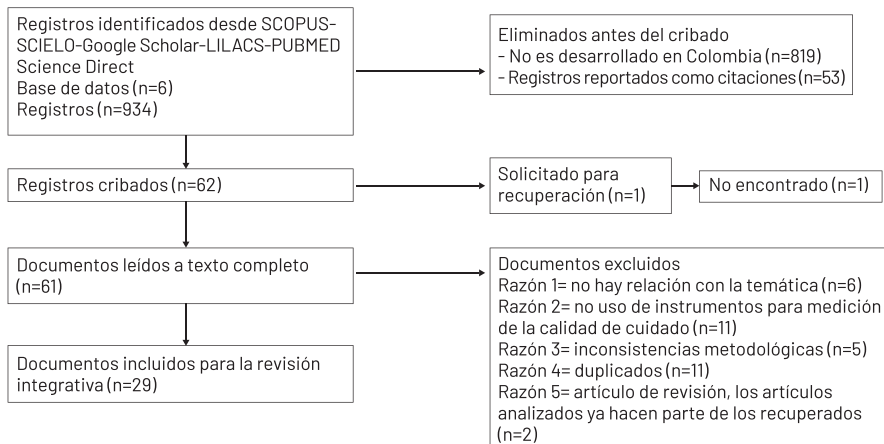 Registros identificados desde SCOPUS-
SCIELO-Google Scholar-LILACS-PUBMED
Science Direct
Base de datos (n=6)
Registros (n=934)
Eliminados antes del cribado
- No es desarrollado en Colombia (n=819)
- Registros reportados como citaciones (n=53)
Registros cribados (n=62)
Solicitado para
recuperación (n=1)
No encontrado (n=1)
Documentos leídos a texto completo
(n=61)
Documentos excluidos
Razón 1= no hay relación con la temática (n=6)
Razón 2= no uso de instrumentos para medición
de la calidad de cuidado (n=11)
Razón 3= inconsistencias metodológicas (n=5)
Razón 4= duplicados (n=11)
Razón 5= artículo de revisión, los artículos
analizados ya hacen parte de los recuperados
(n=2)
Documentos incluidos para la revisión
integrativa (n=29)